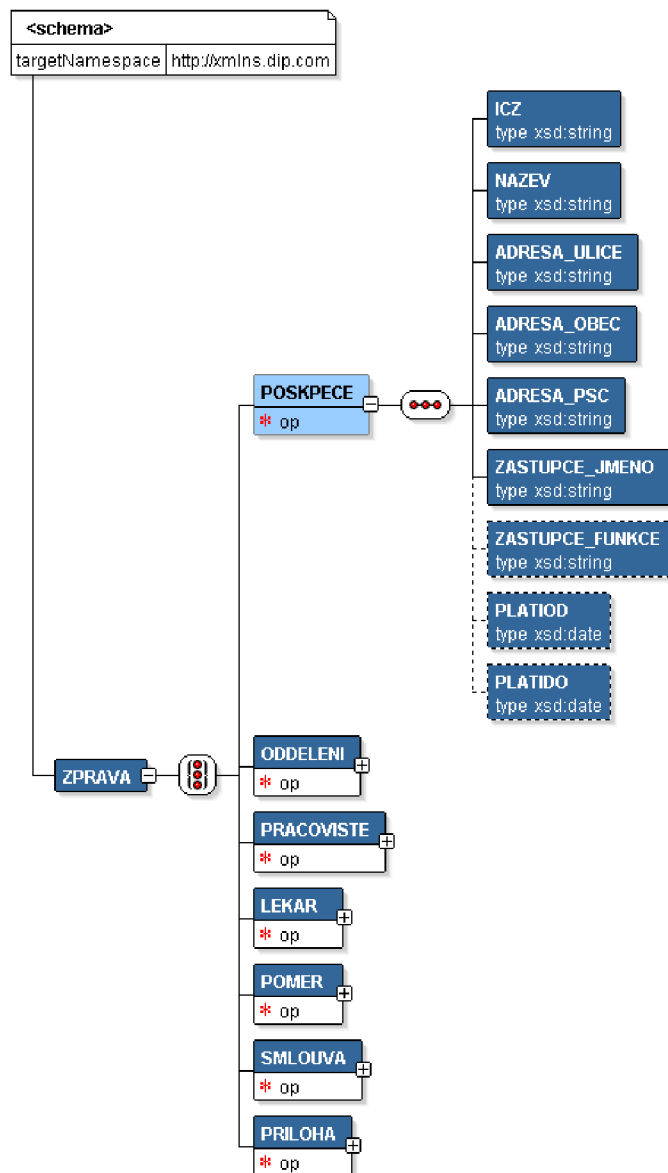 <schema>
targetNamespace http://xmlns.dip.com
ICZ
type xsd:string
NAZEV
type xsd:string
ADRESA_ULICE
type xsd:string
ADRESA_OBEC
type xsd:string
POSKPECE
* op
ADRESA_PSC
type xsd:string
ZASTUPCE_JMENO
type xsd:string
ZASTUPCE_FUNKCE
type xsd:string
PLATIOD
type xsd:date
PLATIDO
type xsd:date
ZPRAVA
ODDELENI
* op
PRACOVISTE
* op
LEKAR
* op
POMER
* op
SMLOUVA
* op
PRILOHA
* op